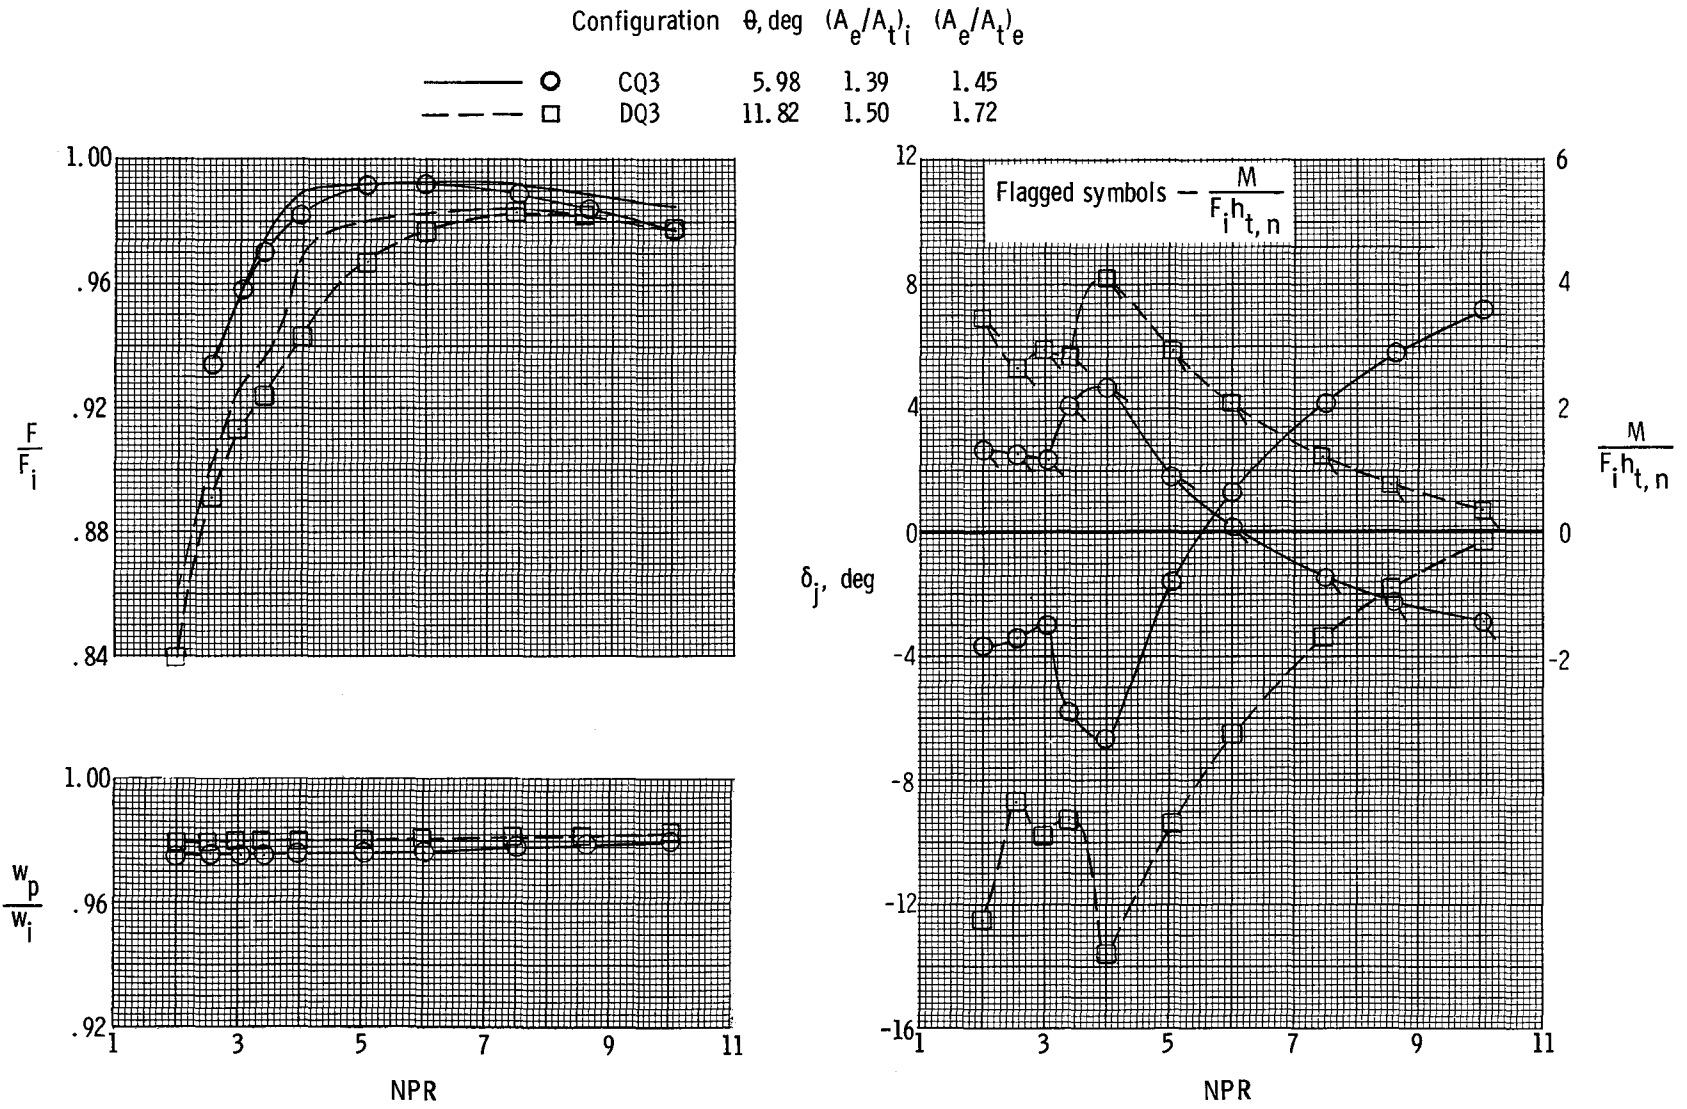 Configuration θ, deg (Ae/At)i (Ae/At)e
CQ3 5.98 1.39 1.45
DQ3 11.82 1.50 1.72
1.00
.96
.92
.88
.84
F
Fi
1.00
.96
.92
wp
wi
1 3 5 7 9 11
NPR
Flagged symbols — M
Fiht,n
12
8
4
0
-4
-8
-12
-16
δj, deg
6
4
2
0
-2
M
Fiht,n
1 3 5 7 9 11
NPR